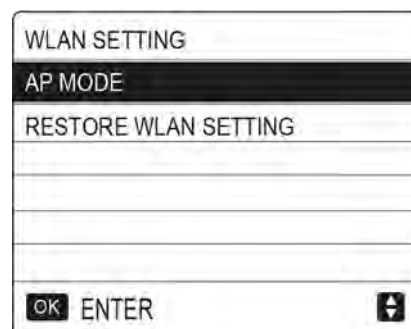 WLAN SETTING
AP MODE
RESTORE WLAN SETTING
OK ENTER